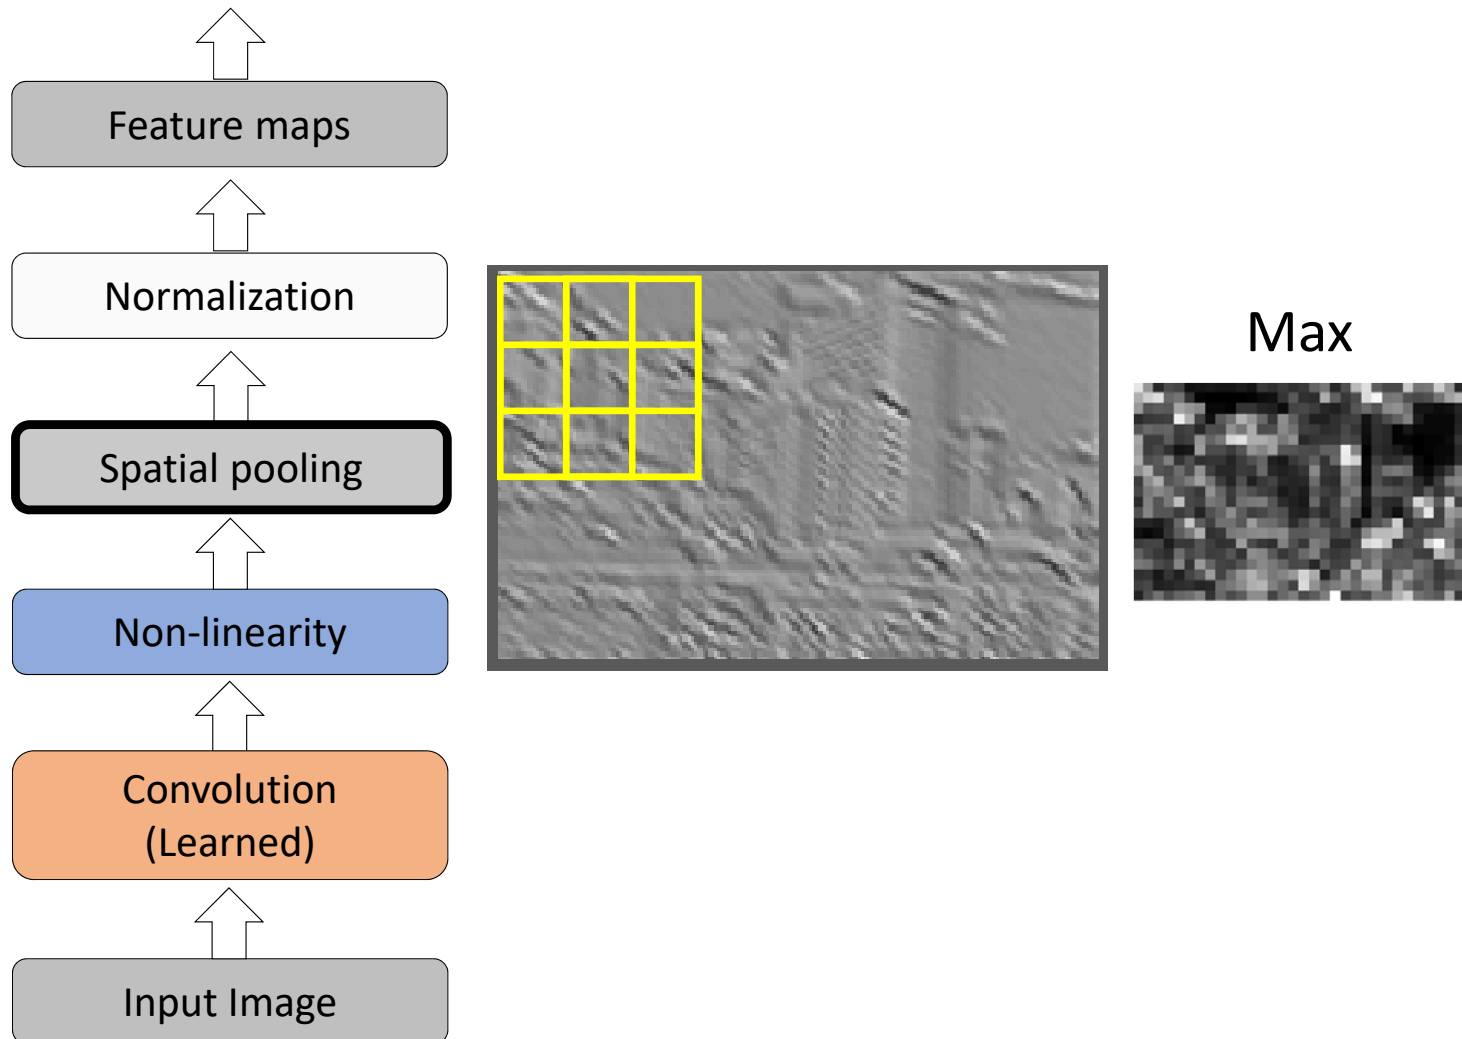 Feature maps
Normalization
Spatial pooling
Non-linearity
Convolution
(Learned)
Input Image
Max